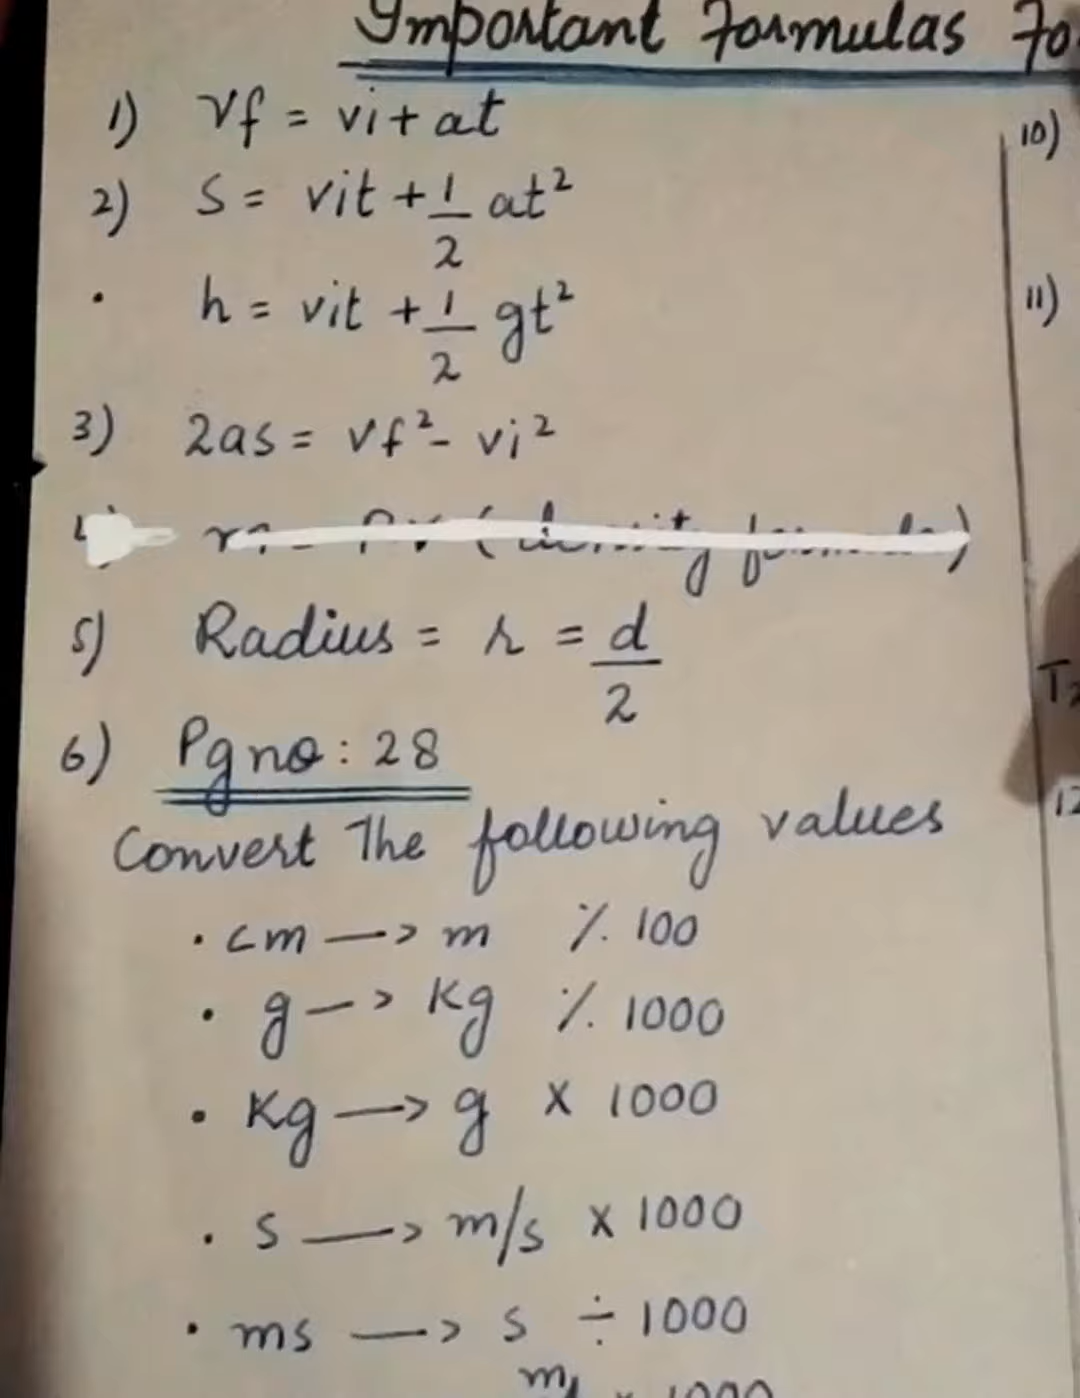 Important Formulas Fo
1) vf = vi + at
2) S = vit + 1/2 at²
• h = vit + 1/2 gt²
3) 2as = vf² - vi²
5) Radius = r = d/2
6) Pg no: 28
Convert The following values
• cm —> m ٪ 100
• g —> Kg ٪ 1000
• Kg —> g x 1000
• s —> m/s x 1000
• ms —> s ÷ 1000
10)
11)